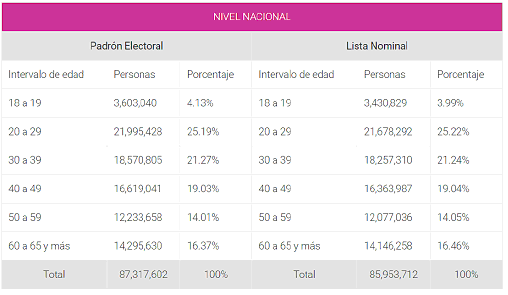 NIVEL NACIONAL
Padrón Electoral Lista Nominal
Intervalo de edad Personas Porcentaje Intervalo de edad Personas Porcentaje
18 a 19 3,603,040 4.13% 18 a 19 3,430,829 3.99%
20 a 29 21,995,428 25.19% 20 a 29 21,678,292 25.22%
30 a 39 18,570,805 21.27% 30 a 39 18,257,310 21.24%
40 a 49 16,619,041 19.03% 40 a 49 16,363,987 19.04%
50 a 59 12,233,658 14.01% 50 a 59 12,077,036 14.05%
60 a 65 y más 14,295,630 16.37% 60 a 65 y más 14,146,258 16.46%
Total 87,317,602 100% Total 85,953,712 100%